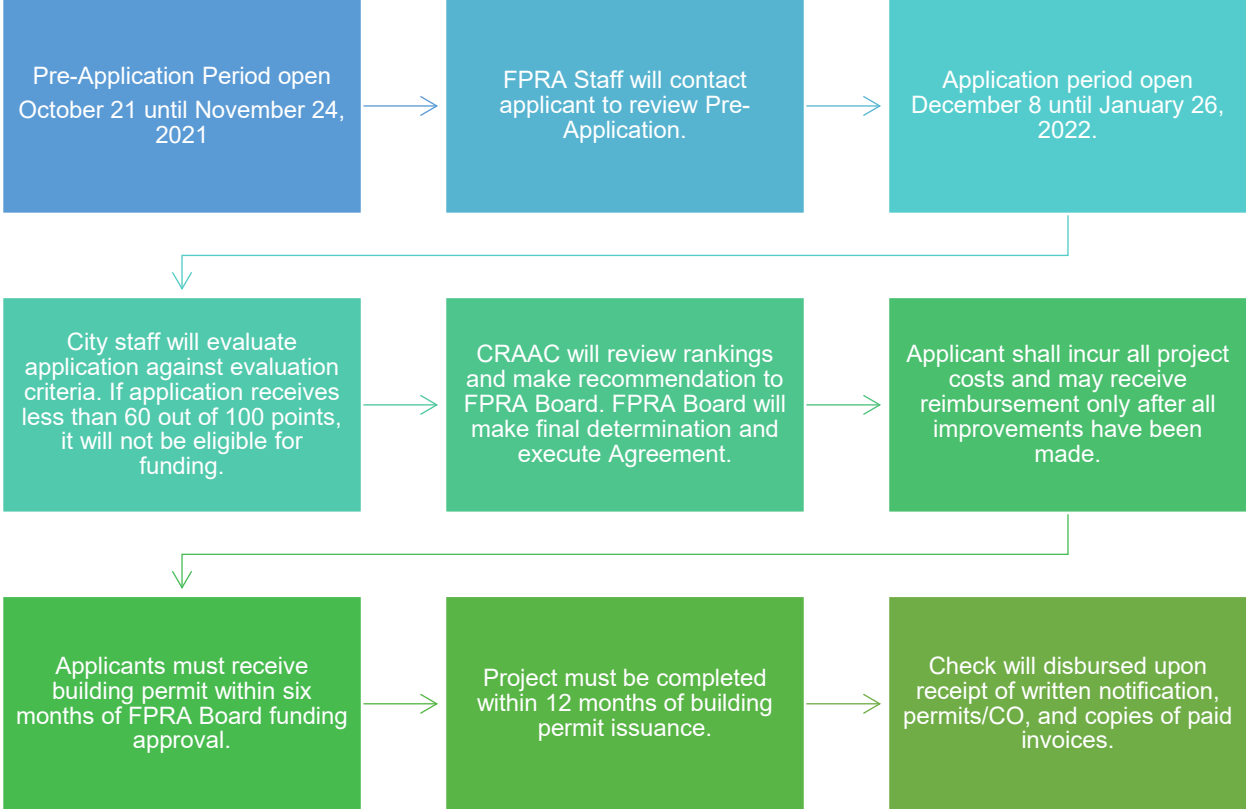 Pre-Application Period open
October 21 until November 24,
2021
FPRA Staff will contact
applicant to review Pre-
Application.
Application period open
December 8 until January 26,
2022.
City staff will evaluate
application against evaluation
criteria. If application receives
less than 60 out of 100 points,
it will not be eligible for
funding.
CRAAC will review rankings
and make recommendation to
FPRA Board. FPRA Board will
make final determination and
execute Agreement.
Applicant shall incur all project
costs and may receive
reimbursement only after all
improvements have been
made.
Applicants must receive
building permit within six
months of FPRA Board funding
approval.
Project must be completed
within 12 months of building
permit issuance.
Check will disbursed upon
receipt of written notification,
permits/CO, and copies of paid
invoices.